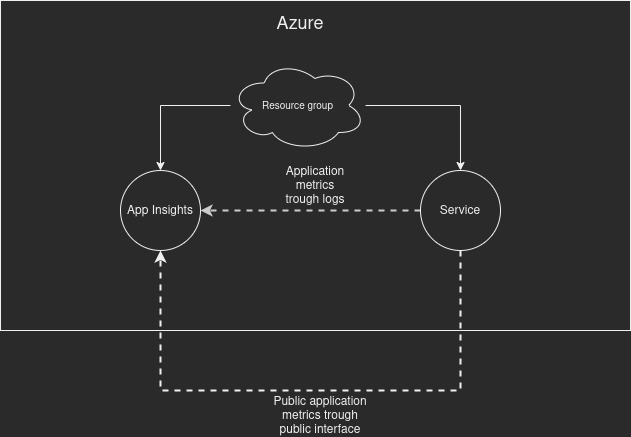 Azure
Resource group
Application
metrics
trough logs
App Insights
Service
Public application
metrics trough
public interface